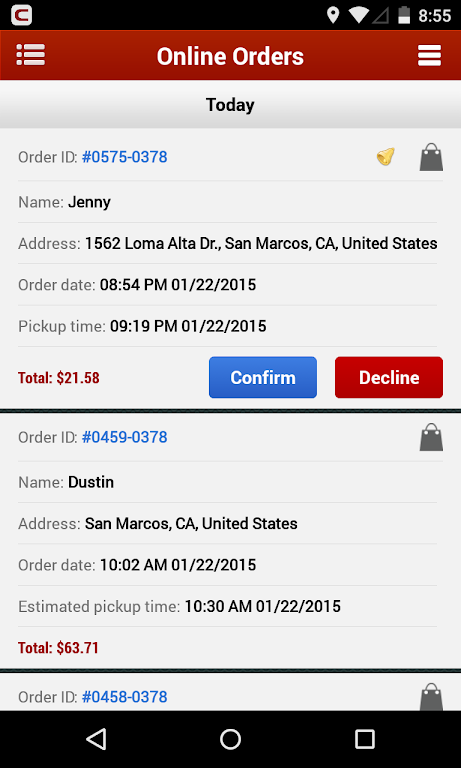 C
8:55
Online Orders
Today
Order ID: #0575-0378
Name: Jenny
Address: 1562 Loma Alta Dr., San Marcos, CA, United States
Order date: 08:54 PM 01/22/2015
Pickup time: 09:19 PM 01/22/2015
Total: $21.58 Confirm Decline
Order ID: #0459-0378
Name: Dustin
Address: San Marcos, CA, United States
Order date: 10:02 AM 01/22/2015
Estimated pickup time: 10:30 AM 01/22/2015
Total: $63.71
Order ID: #0458-0378